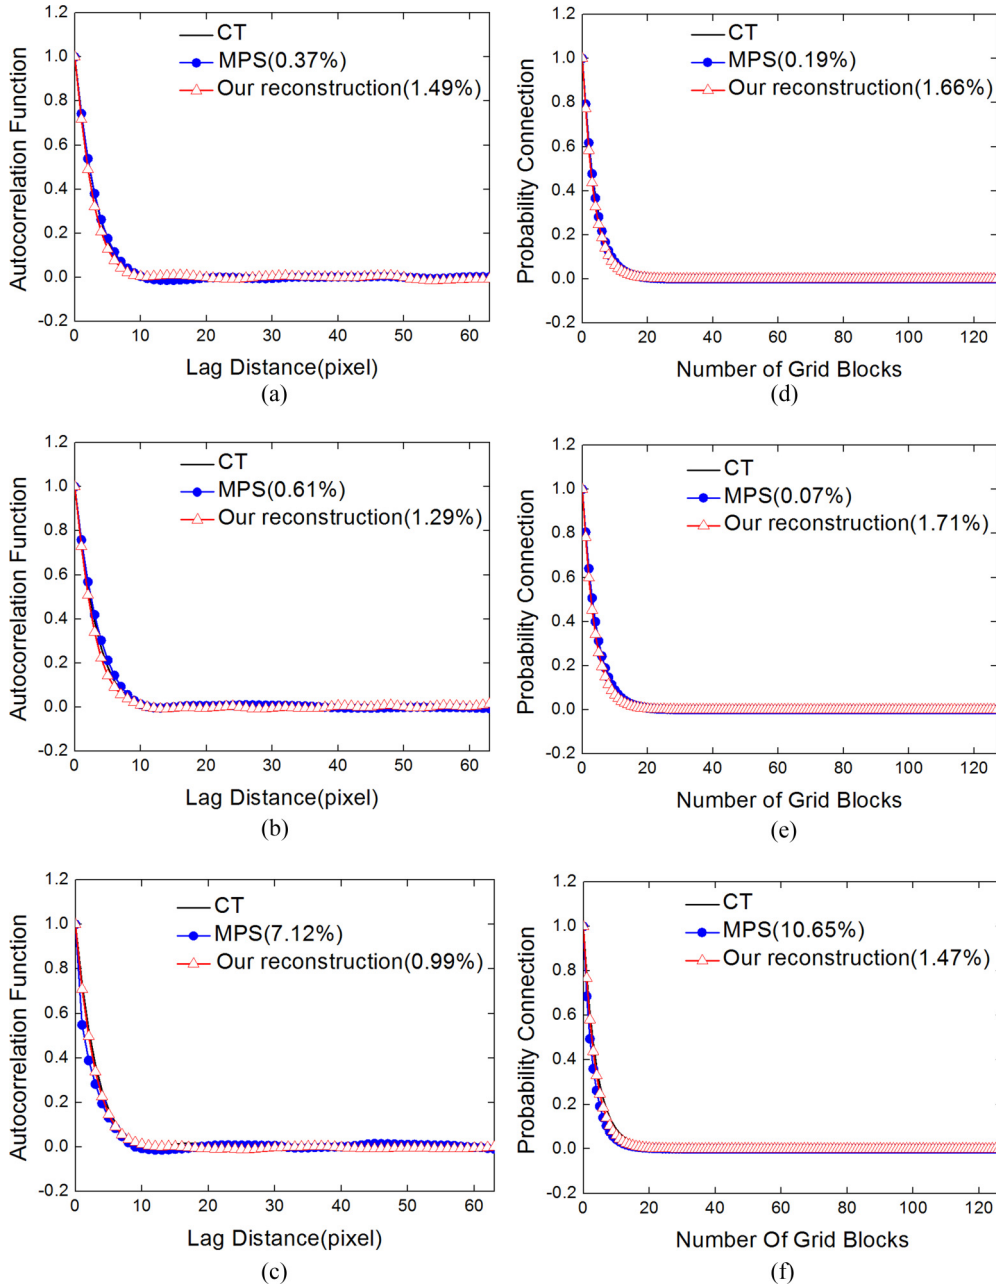 1.2
1.0
0.8
0.6
0.4
0.2
0.0
-0.2
Autocorrelation Function
CT
MPS(0.37%)
Our reconstruction(1.49%)
0 10 20 30 40 50 60
Lag Distance(pixel)
(a)
1.2
1.0
0.8
0.6
0.4
0.2
0.0
-0.2
Probability Connection
CT
MPS(0.19%)
Our reconstruction(1.66%)
0 20 40 60 80 100 120
Number of Grid Blocks
(d)
1.2
1.0
0.8
0.6
0.4
0.2
0.0
-0.2
Autocorrelation Function
CT
MPS(0.61%)
Our reconstruction(1.29%)
0 10 20 30 40 50 60
Lag Distance(pixel)
(b)
1.2
1.0
0.8
0.6
0.4
0.2
0.0
-0.2
Probability Connection
CT
MPS(0.07%)
Our reconstruction(1.71%)
0 20 40 60 80 100 120
Number of Grid Blocks
(e)
1.2
1.0
0.8
0.6
0.4
0.2
0.0
-0.2
Autocorrelation Function
CT
MPS(7.12%)
Our reconstruction(0.99%)
0 10 20 30 40 50 60
Lag Distance(pixel)
(c)
1.2
1.0
0.8
0.6
0.4
0.2
0.0
-0.2
Probability Connection
CT
MPS(10.65%)
Our reconstruction(1.47%)
0 20 40 60 80 100 120
Number Of Grid Blocks
(f)